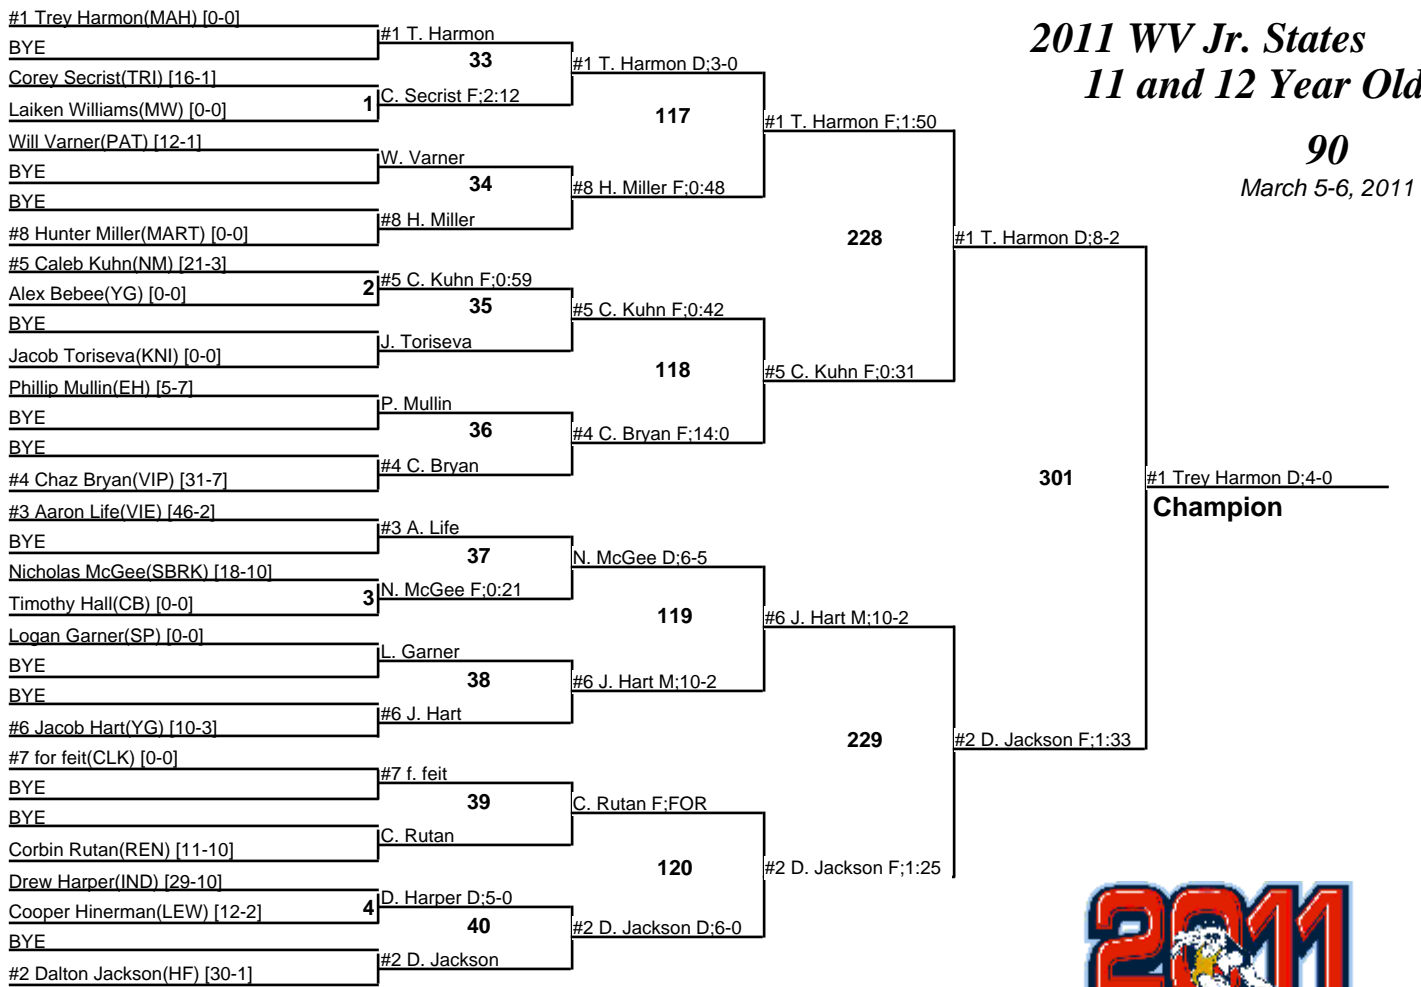 #1 Trey Harmon(MAH) [0-0]
BYE
Corey Secrist(TRI) [16-1]
Laiken Williams(MW) [0-0]
Will Varner(PAT) [12-1]
BYE
BYE
#8 Hunter Miller(MART) [0-0]
#5 Caleb Kuhn(NM) [21-3]
Alex Bebee(YG) [0-0]
BYE
Jacob Toriseva(KNI) [0-0]
Phillip Mullin(EH) [5-7]
BYE
BYE
#4 Chaz Bryan(VIP) [31-7]
#3 Aaron Life(VIE) [46-2]
BYE
Nicholas McGee(SBRK) [18-10]
Timothy Hall(CB) [0-0]
Logan Garner(SP) [0-0]
BYE
BYE
#6 Jacob Hart(YG) [10-3]
#7 for feit(CLK) [0-0]
BYE
BYE
Corbin Rutan(REN) [11-10]
Drew Harper(IND) [29-10]
Cooper Hinerman(LEW) [12-2]
BYE
#2 Dalton Jackson(HF) [30-1]
1
2
3
4
#1 T. Harmon
33
C. Secrist F;2:12
W. Varner
34
#8 H. Miller
#5 C. Kuhn F;0:59
35
J. Toriseva
P. Mullin
36
#4 C. Bryan
#3 A. Life
37
N. McGee F;0:21
L. Garner
38
#6 J. Hart
#7 f. feit
39
C. Rutan
D. Harper D;5-0
40
#2 D. Jackson
#1 T. Harmon D;3-0
117
#8 H. Miller F;0:48
#5 C. Kuhn F;0:42
118
#4 C. Bryan F;14:0
N. McGee D;6-5
119
#6 J. Hart M;10-2
C. Rutan F;FOR
120
#2 D. Jackson D;6-0
#1 T. Harmon F;1:50
228
#5 C. Kuhn F;0:31
#6 J. Hart M;10-2
229
#2 D. Jackson F;1:25
#1 T. Harmon D;8-2
301
#2 D. Jackson F;1:33
#1 Trey Harmon D;4-0
Champion
2011 WV Jr. States
11 and 12 Year Old
90
March 5-6, 2011
2011